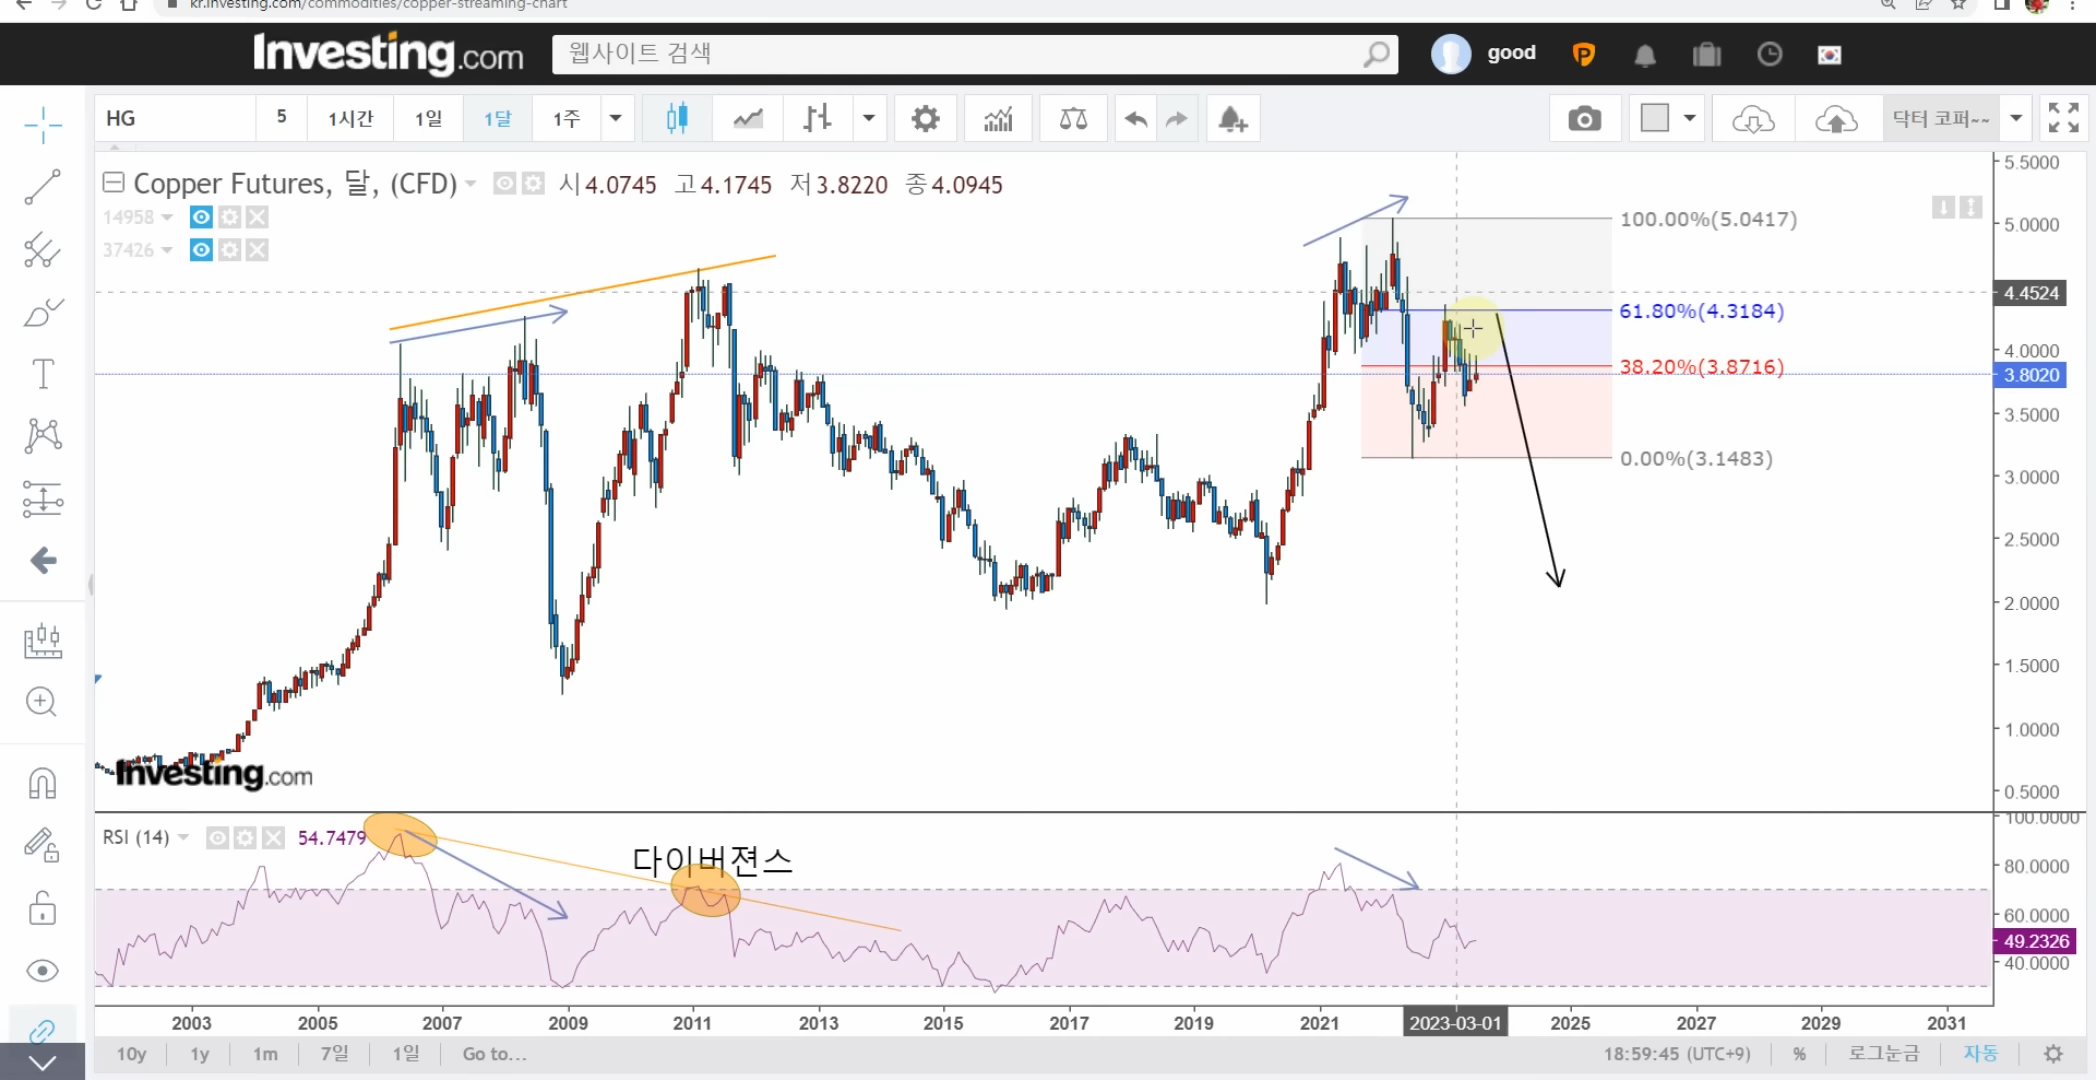 kr.investing.com/commodities/copper-streaming-chart
Investing.com
웹사이트 검색
good
HG
5
1시간
1일
1달
1주
닥터 코퍼~~
Copper Futures, 달, (CFD)
시4.0745 고4.1745 저3.8220 종4.0945
14958
37426
100.00%(5.0417)
61.80%(4.3184)
38.20%(3.8716)
0.00%(3.1483)
5.5000
5.0000
4.4524
4.0000
3.8020
3.5000
3.0000
2.5000
2.0000
1.5000
1.0000
0.5000
Investing.com
RSI (14)
54.7479
다이버젼스
100.0000
80.0000
60.0000
49.2326
40.0000
2003 2005 2007 2009 2011 2013 2015 2017 2019 2021 2023-03-01 2025 2027 2029 2031
10y 1y 1m 7일 1일 Go to...
18:59:45 (UTC+9) % 로그눈금 자동